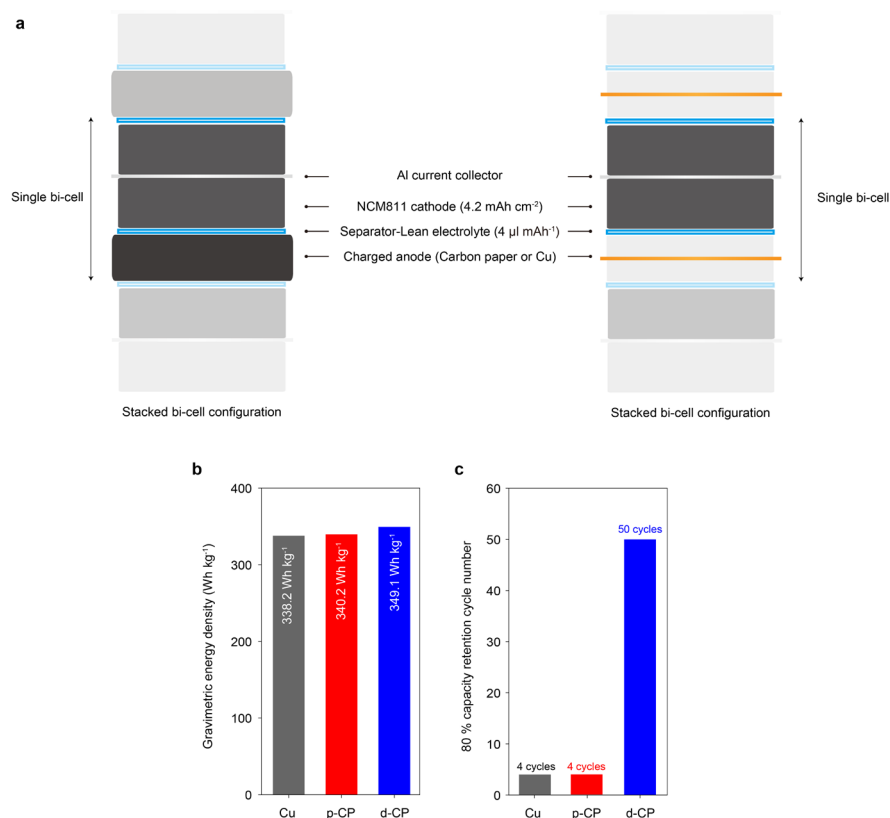 a
Single bi-cell
Al current collector
NCM811 cathode (4.2 mAh cm⁻²)
Separator-Lean electrolyte (4 µl mAh⁻¹)
Charged anode (Carbon paper or Cu)
Single bi-cell
Stacked bi-cell configuration
Stacked bi-cell configuration
b
Gravimetric energy density (Wh kg⁻¹)
400
300
200
100
0
338.2 Wh kg⁻¹
340.2 Wh kg⁻¹
349.1 Wh kg⁻¹
Cu
p-CP
d-CP
c
80 % capacity retention cycle number
60
50
40
30
20
10
0
4 cycles
4 cycles
50 cycles
Cu
p-CP
d-CP